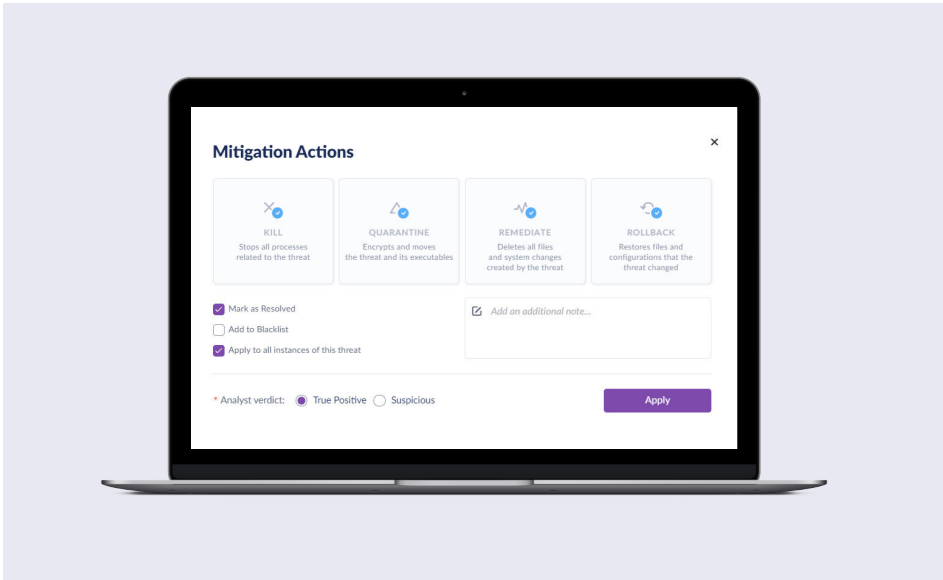 Mitigation Actions
KILL
Stops all processes
related to the threat
QUARANTINE
Encrypts and moves
the threat and its executables
REMEDIATE
Deletes all files
and system changes
created by the threat
ROLLBACK
Restores files and
configurations that the
threat changed
Mark as Resolved
Add to Blacklist
Apply to all instances of this threat
Add an additional note...
* Analyst verdict: True Positive Suspicious
Apply